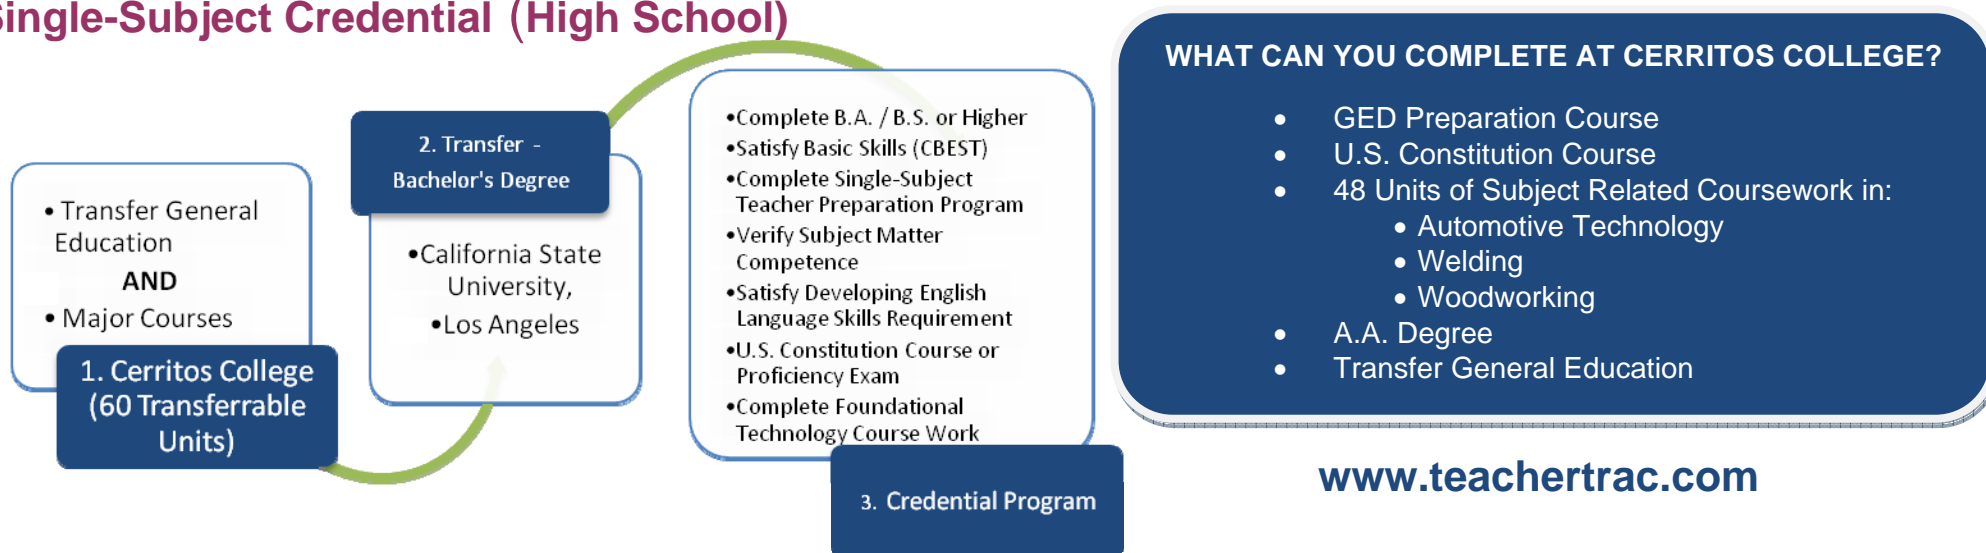 ingle-Subject Credential (High School)
• Transfer General
Education
AND
• Major Courses
1. Cerritos College
(60 Transferrable
Units)
2. Transfer -
Bachelor's Degree
•California State
University,
•Los Angeles
•Complete B.A. / B.S. or Higher
•Satisfy Basic Skills (CBEST)
•Complete Single-Subject
Teacher Preparation Program
•Verify Subject Matter
Competence
•Satisfy Developing English
Language Skills Requirement
•U.S. Constitution Course or
Proficiency Exam
•Complete Foundational
Technology Course Work
3. Credential Program
WHAT CAN YOU COMPLETE AT CERRITOS COLLEGE?
• GED Preparation Course
• U.S. Constitution Course
• 48 Units of Subject Related Coursework in:
• Automotive Technology
• Welding
• Woodworking
• A.A. Degree
• Transfer General Education
www.teachertrac.com